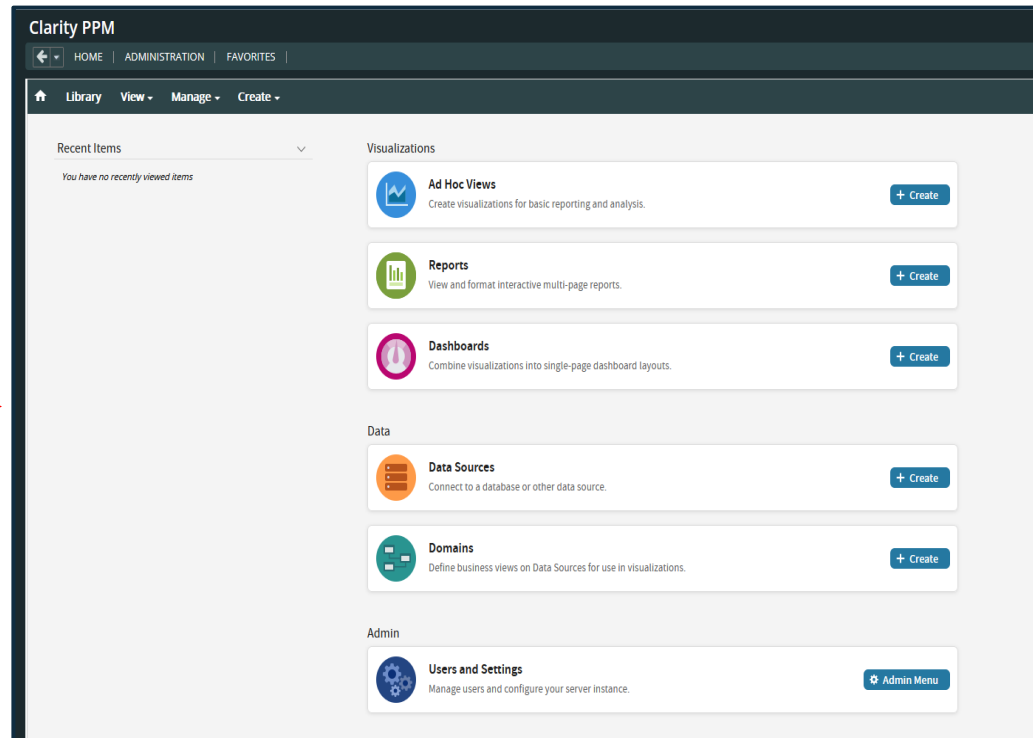 Clarity PPM
HOME | ADMINISTRATION | FAVORITES |
Library View Manage Create
Recent Items
You have no recently viewed items
Visualizations
Ad Hoc Views
Create visualizations for basic reporting and analysis.
+ Create
Reports
View and format interactive multi-page reports.
+ Create
Dashboards
Combine visualizations into single-page dashboard layouts.
+ Create
Data
Data Sources
Connect to a database or other data source.
+ Create
Domains
Define business views on Data Sources for use in visualizations.
+ Create
Admin
Users and Settings
Manage users and configure your server instance.
Admin Menu